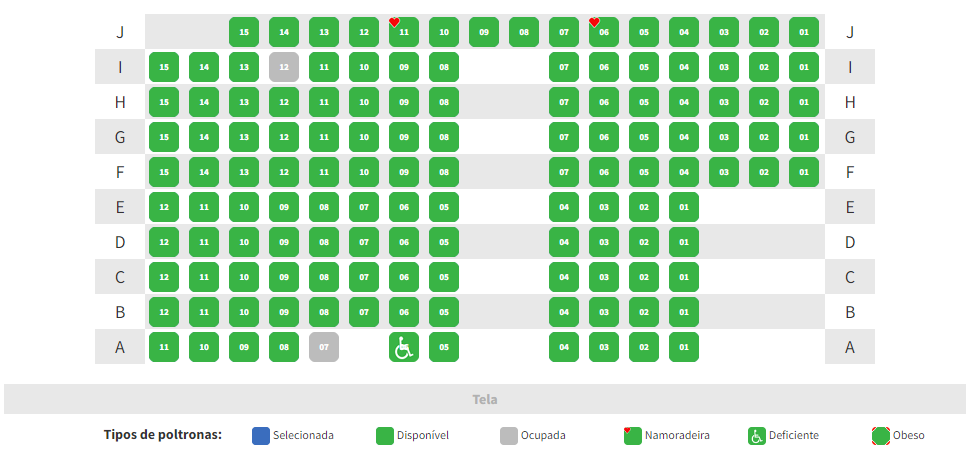 J 15 14 13 12 11 10 09 08 07 06 05 04 03 02 01 J
I 15 14 13 12 11 10 09 08 07 06 05 04 03 02 01 I
H 15 14 13 12 11 10 09 08 07 06 05 04 03 02 01 H
G 15 14 13 12 11 10 09 08 07 06 05 04 03 02 01 G
F 15 14 13 12 11 10 09 08 07 06 05 04 03 02 01 F
E 12 11 10 09 08 07 06 05 04 03 02 01 E
D 12 11 10 09 08 07 06 05 04 03 02 01 D
C 12 11 10 09 08 07 06 05 04 03 02 01 C
B 12 11 10 09 08 07 06 05 04 03 02 01 B
A 11 10 09 08 07 05 04 03 02 01 A
Tela
Tipos de poltronas: Selecionada Disponível Ocupada Namoradeira Deficiente Obeso